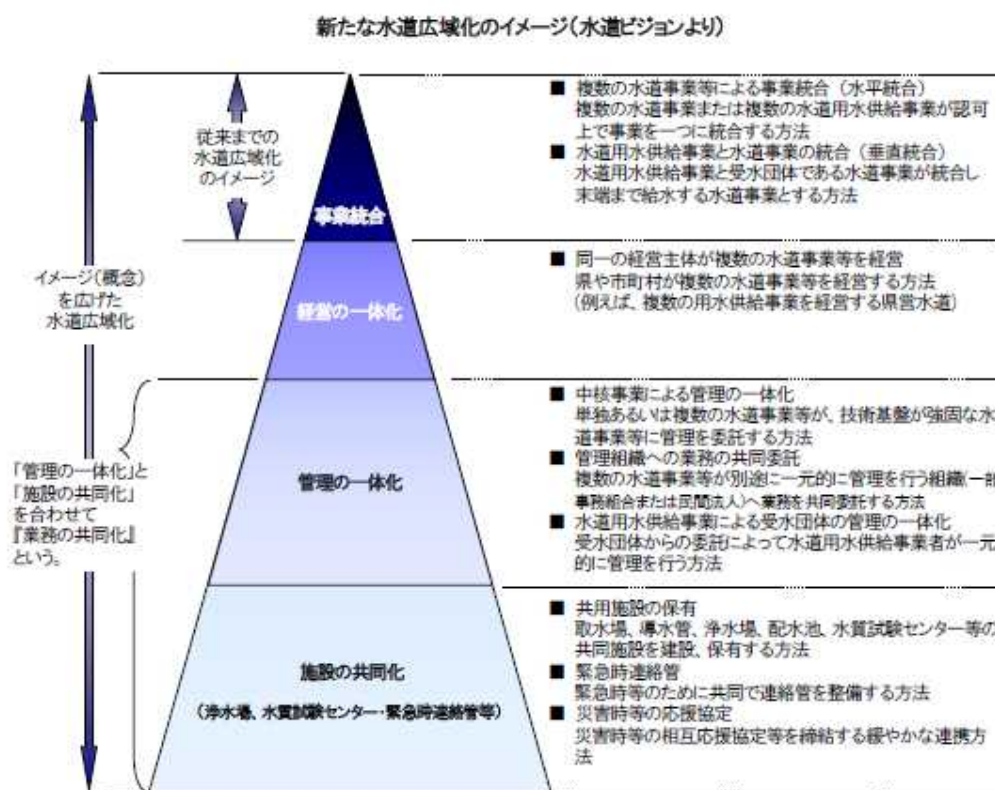 新たな水道広域化のイメージ(水道ビジョンより)
従来までの
水道広域化
のイメージ
イメージ(概念)
を広げた
水道広域化
「管理の一体化」と
「施設の共同化」
を合わせて
『業務の共同化』
という。
事業統合
経営の一体化
管理の一体化
施設の共同化
(浄水場、水質試験センター・緊急時連絡管等)
■ 複数の水道事業等による事業統合(水平統合)
複数の水道事業または複数の水道用水供給事業が認可
上で事業を一つに統合する方法
■ 水道用水供給事業と水道事業の統合(垂直統合)
水道用水供給事業と受水団体である水道事業が統合し
末端まで給水する水道事業とする方法
■ 同一の経営主体が複数の水道事業等を経営
県や市町村が複数の水道事業等を経営する方法
(例えば、複数の用水供給事業を経営する県営水道)
■ 中核事業による管理の一体化
単独あるいは複数の水道事業等が、技術基盤が強固な水
道事業等に管理を委託する方法
■ 管理組織への業務の共同委託
複数の水道事業等が別途に一元的に管理を行う組織(一部
事務組合または民間法人)へ業務を共同委託する方法
■ 水道用水供給事業による受水団体の管理の一体化
受水団体からの委託によって水道用水供給事業者が一元
的に管理を行う方法
■ 共用施設の保有
取水場、導水管、浄水場、配水池、水質試験センター等の
共同施設を建設、保有する方法
■ 緊急時連絡管
緊急時等のために共同で連絡管を整備する方法
■ 災害時等の応援協定
災害時等の相互応援協定等を締結する緩やかな連携方
法